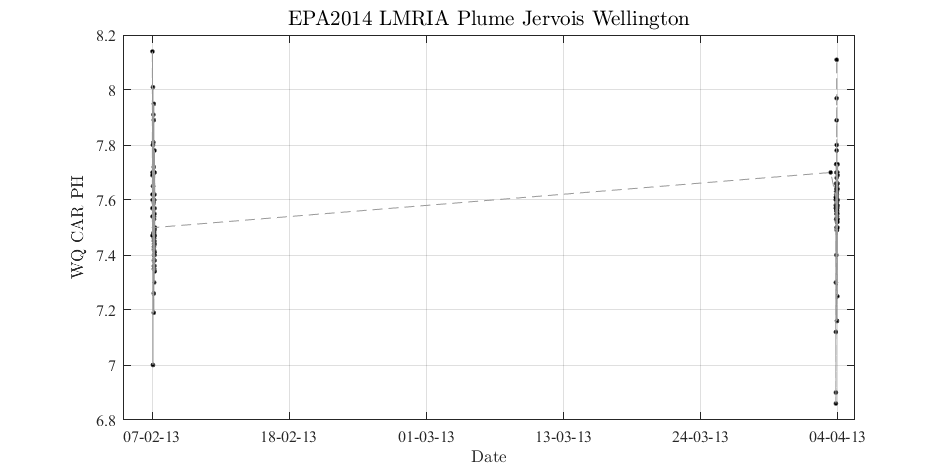 EPA2014 LMRIA Plume Jervois Wellington
8.2
8
7.8
7.6
7.4
7.2
7
6.8
WQ CAR PH
07-02-13 18-02-13 01-03-13 13-03-13 24-03-13 04-04-13
Date